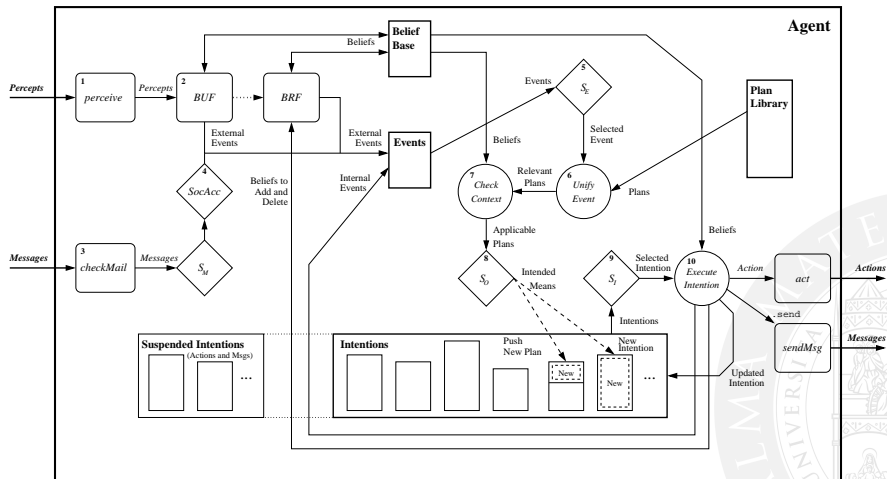 Agent
Belief
Base
Beliefs
5
S_E
Events
Plan
Library
Percepts
1
perceive
Percepts
2
BUF
BRF
External
Events
External
Events
Events
Selected
Event
Beliefs
4
SocAcc
Beliefs to
Add and
Delete
Internal
Events
7
Check
Context
Relevant
Plans
6
Unify
Event
Plans
Messages
3
checkMail
Messages
S_M
Applicable
Plans
8
S_O
Intended
Means
9
S_I
Selected
Intention
Beliefs
10
Execute
Intention
Action
act
Actions
.send
sendMsg
Messages
Intentions
Suspended Intentions
(Actions and Msgs)
...
Intentions
Push
New Plan
New
Intention
New
New
...
Updated
Intention
ALMA
MATER
UNIVERSITA